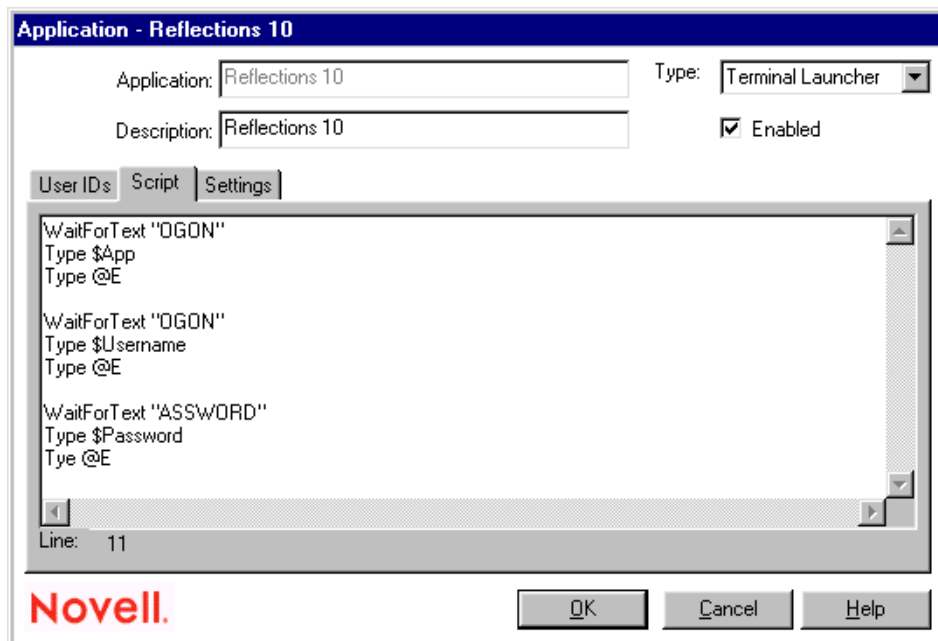 Application - Reflections 10
Application: Reflections 10
Type: Terminal Launcher
Description: Reflections 10
Enabled
User IDs Script Settings
WaitForText "OGON"
Type $App
Type @E
WaitForText "OGON"
Type $Username
Type @E
WaitForText "ASSWORD"
Type $Password
Tye @E
Line: 11
Novell.
OK Cancel Help